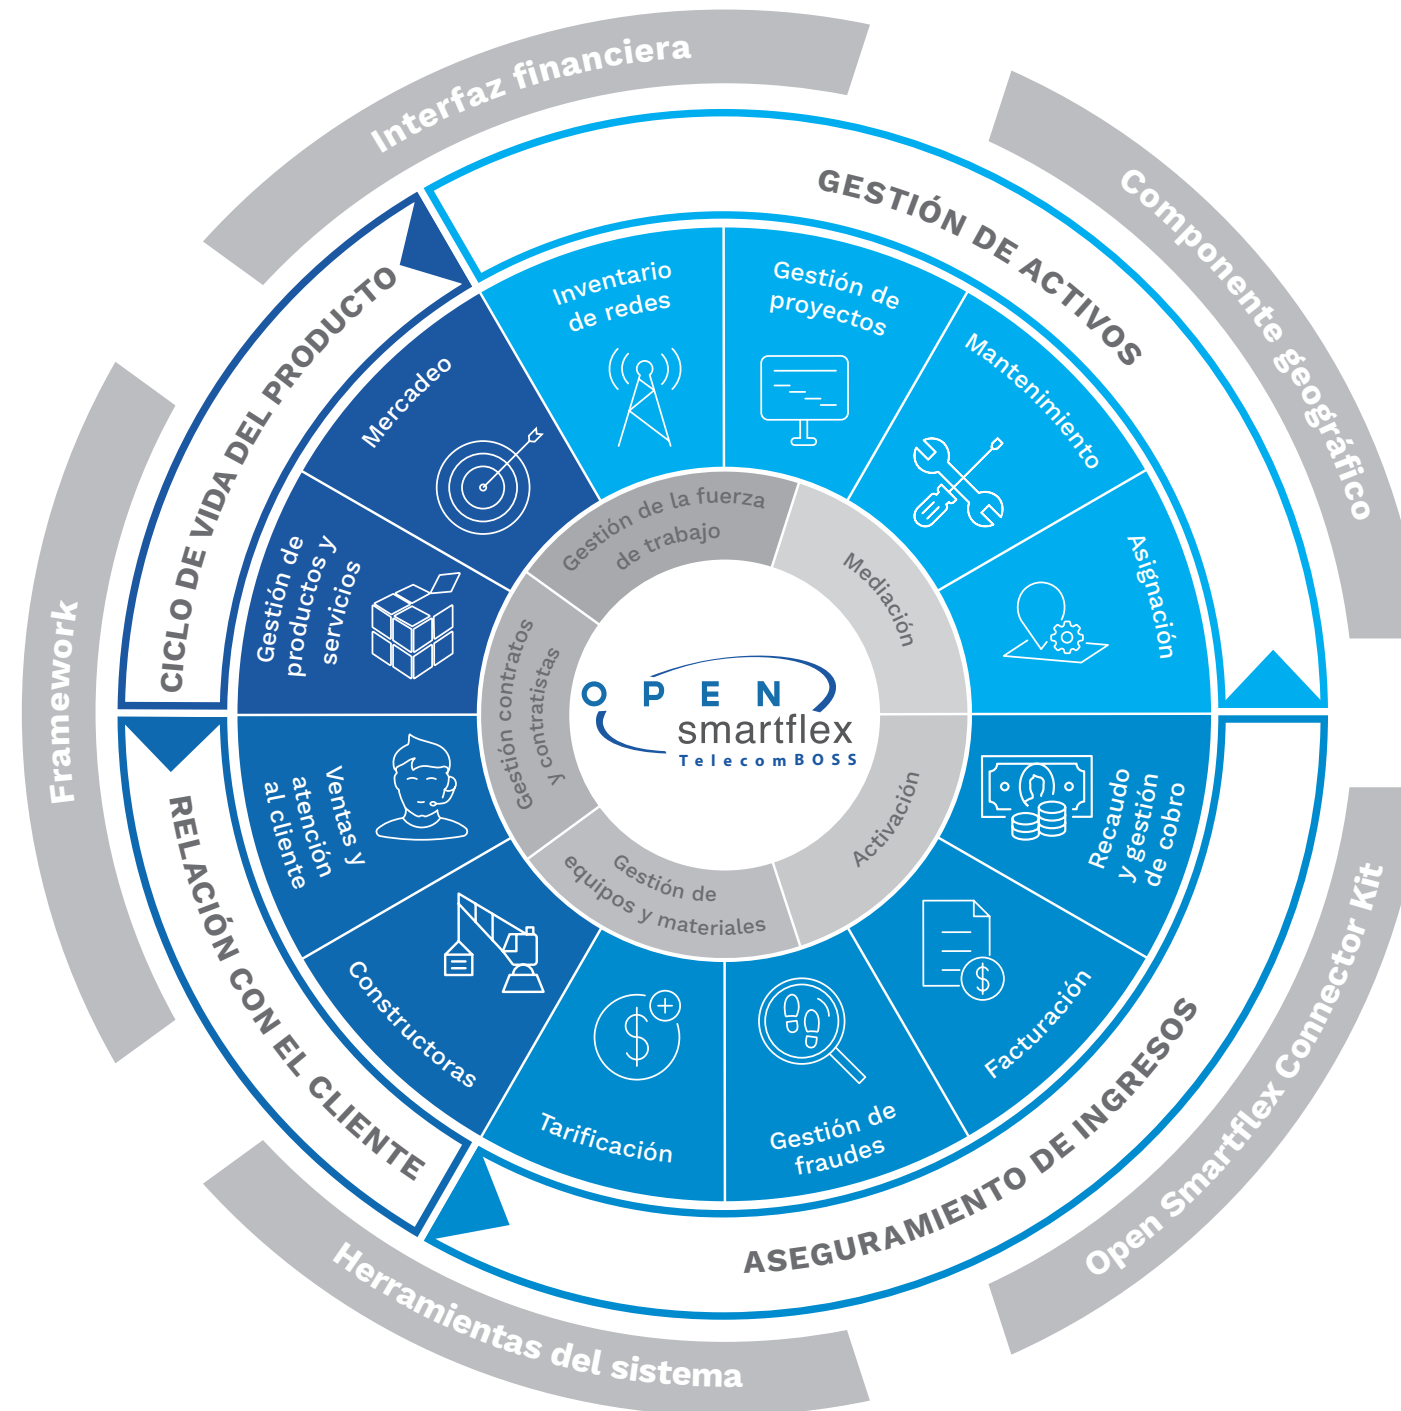 Interfaz financiera
Componente geográfico
Open Smartflex Connector Kit
Herramientas del sistema
Framework
GESTIÓN DE ACTIVOS
ASEGURAMIENTO DE INGRESOS
RELACIÓN CON EL CLIENTE
CICLO DE VIDA DEL PRODUCTO
Inventario
de redes
Gestión de
proyectos
Mantenimiento
Asignación
Recaudo
y gestión
de cobro
Facturación
Gestión de
fraudes
Tarificación
Constructoras
Ventas y
atención
al cliente
Gestión de
productos y
servicios
Mercadeo
Gestión de la fuerza
de trabajo
Mediación
Activación
Gestión de
equipos y materiales
Gestión contratos
y contratistas
OPEN
smartflex
TelecomBOSS